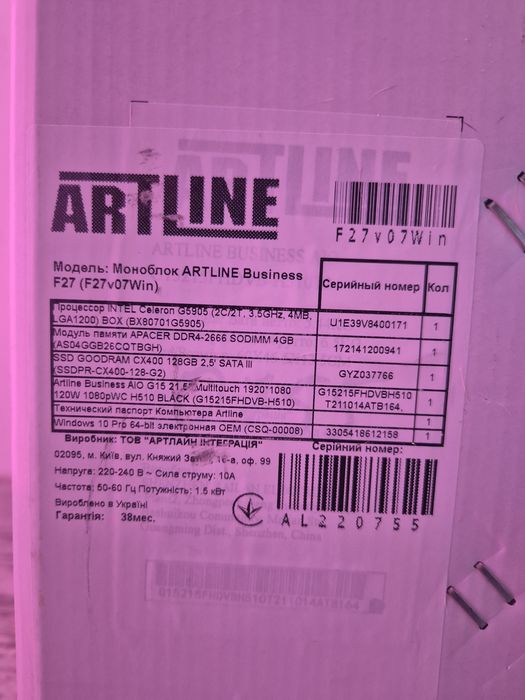 ARTLINE
F27v07Win
Модель: Моноблок ARTLINE Business
F27 (F27v07Win)
Серийный номер Кол
Процессор INTEL Celeron G5905 (2C/2T, 3.5GHz, 4MB,
LGA1200) BOX (BX80701G5905)
U1E39V8400171 1
Модуль памяти APACER DDR4-2666 SODIMM 4GB
(AS04GGB26CQTBGH)
172141200941 1
SSD GOODRAM CX400 128GB 2,5' SATA III
(SSDPR-CX400-128-G2)
GYZ037766 1
Artline Business AIO G15 21.5" Multitouch 1920*1080
120W 1080pWC H510 BLACK (G15215FHDVB-H510)
G15215FHDVBH510
T211014ATB164, 1
Технический паспорт Компьютера Artline 1
Windows 10 Pro 64-bit электронная OEM (CSQ-00008) 3305418612158 1
Виробник: ТОВ "АРТЛАЙН ІНТЕГРАЦІЯ"
02095, м. Київ, вул. Княжий 16-а, оф. 99
Напруга: 220-240 В ~ Сила струму: 10А
Частота: 50-60 Гц Потужність: 1.5 кВт
Вироблено в Україні
Гарантія: 38мес.
Серийний номер:
AL220755